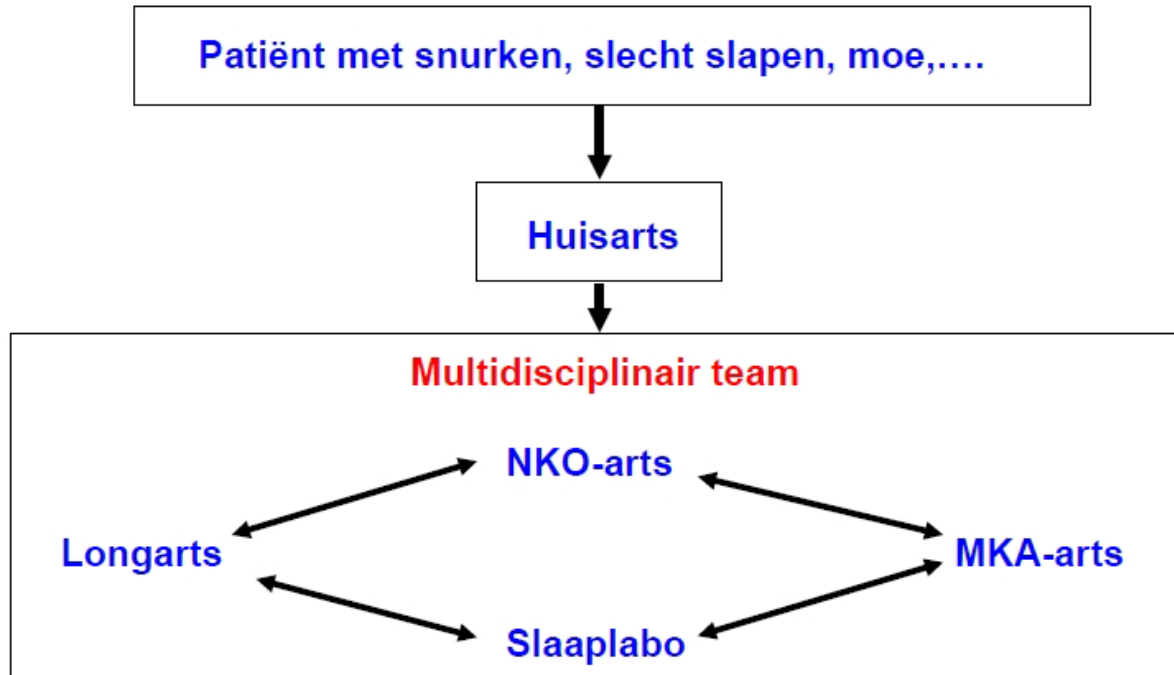 Patiënt met snurken, slecht slapen, moe,....
Huisarts
Multidisciplinair team
NKO-arts
Longarts
MKA-arts
Slaaplabo